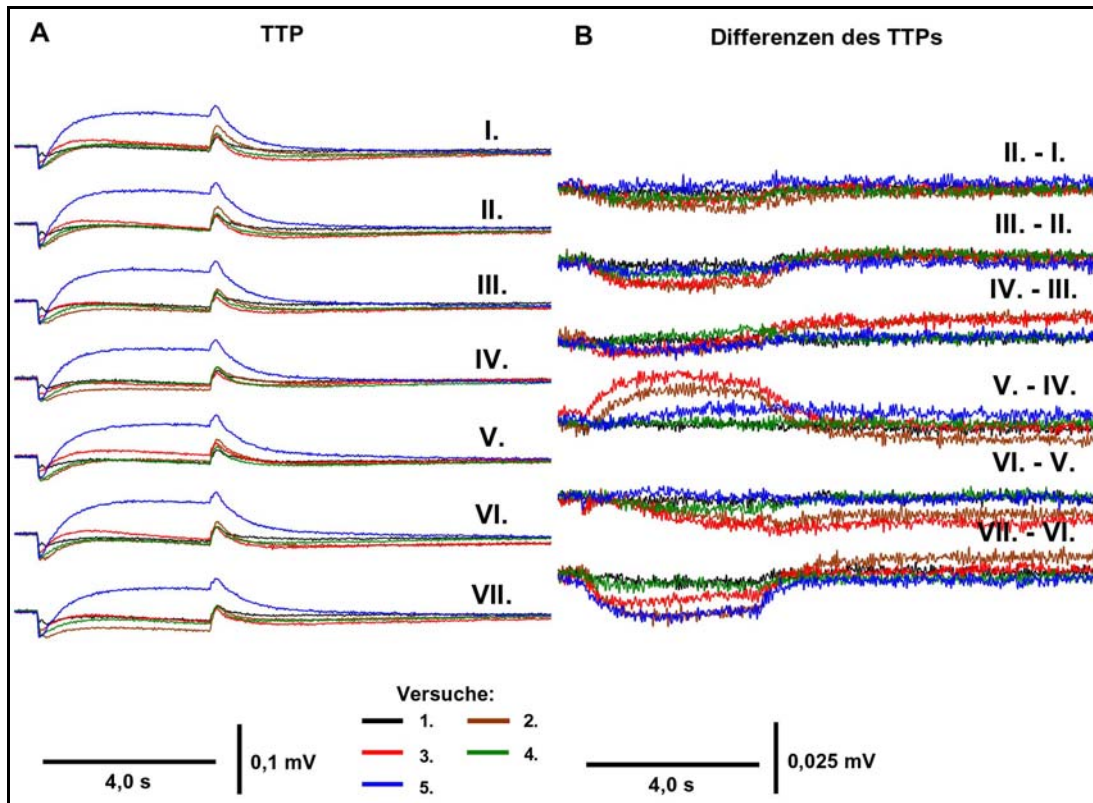 A
TTP
I.
II.
III.
IV.
V.
VI.
VII.
B
Differenzen des TTPs
II. - I.
III. - II.
IV. - III.
V. - IV.
VI. - V.
VII. - VI.
Versuche:
1.
2.
3.
4.
5.
4,0 s
0,1 mV
4,0 s
0,025 mV